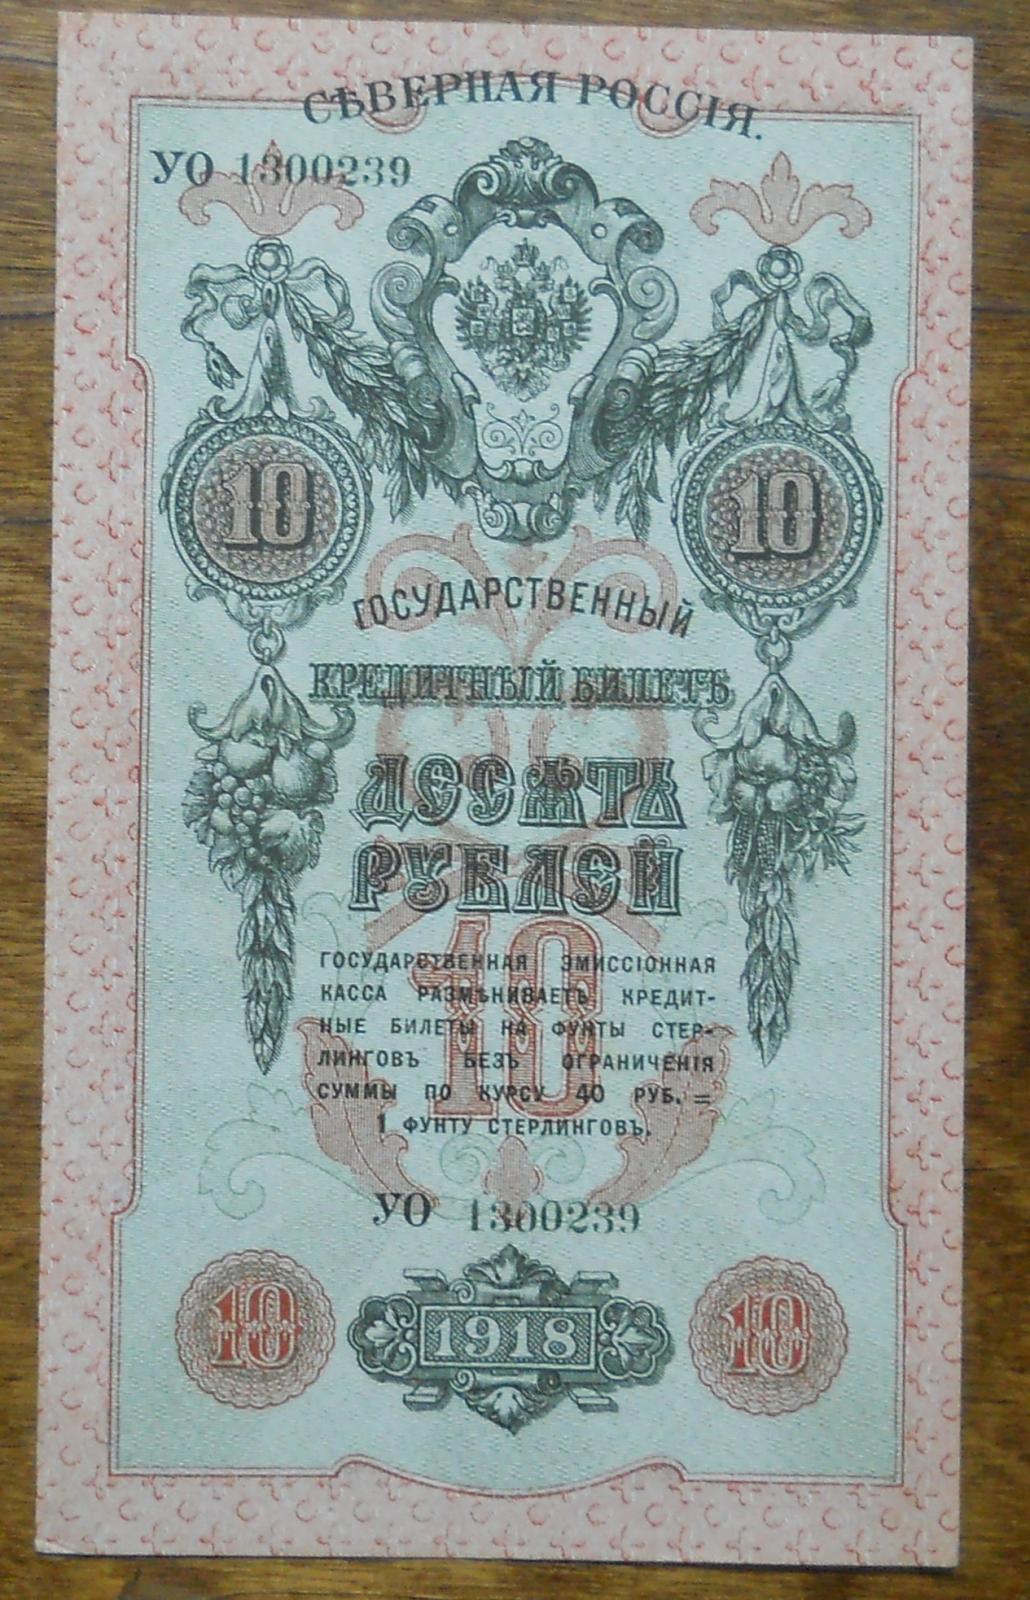 СѢВЕРНАЯ РОССІЯ.
УО 1300239
10 10
ГОСУДАРСТВЕННЫЙ
КРЕДИТНЫЙ БИЛЕТЪ
ДЕСЯТЬ
РУБЛЕЙ
10
ГОСУДАРСТВЕННАЯ ЭМИССІОННАЯ
КАССА РАЗМѢНИВАЕТЪ КРЕДИТ-
НЫЕ БИЛЕТЫ НА ФУНТЫ СТЕР-
ЛИНГОВЪ БЕЗЪ ОГРАНИЧЕНІЯ
СУММЫ ПО КУРСУ 40 РУБ. =
1 ФУНТУ СТЕРЛИНГОВЪ.
УО 1300239
10 1918 10